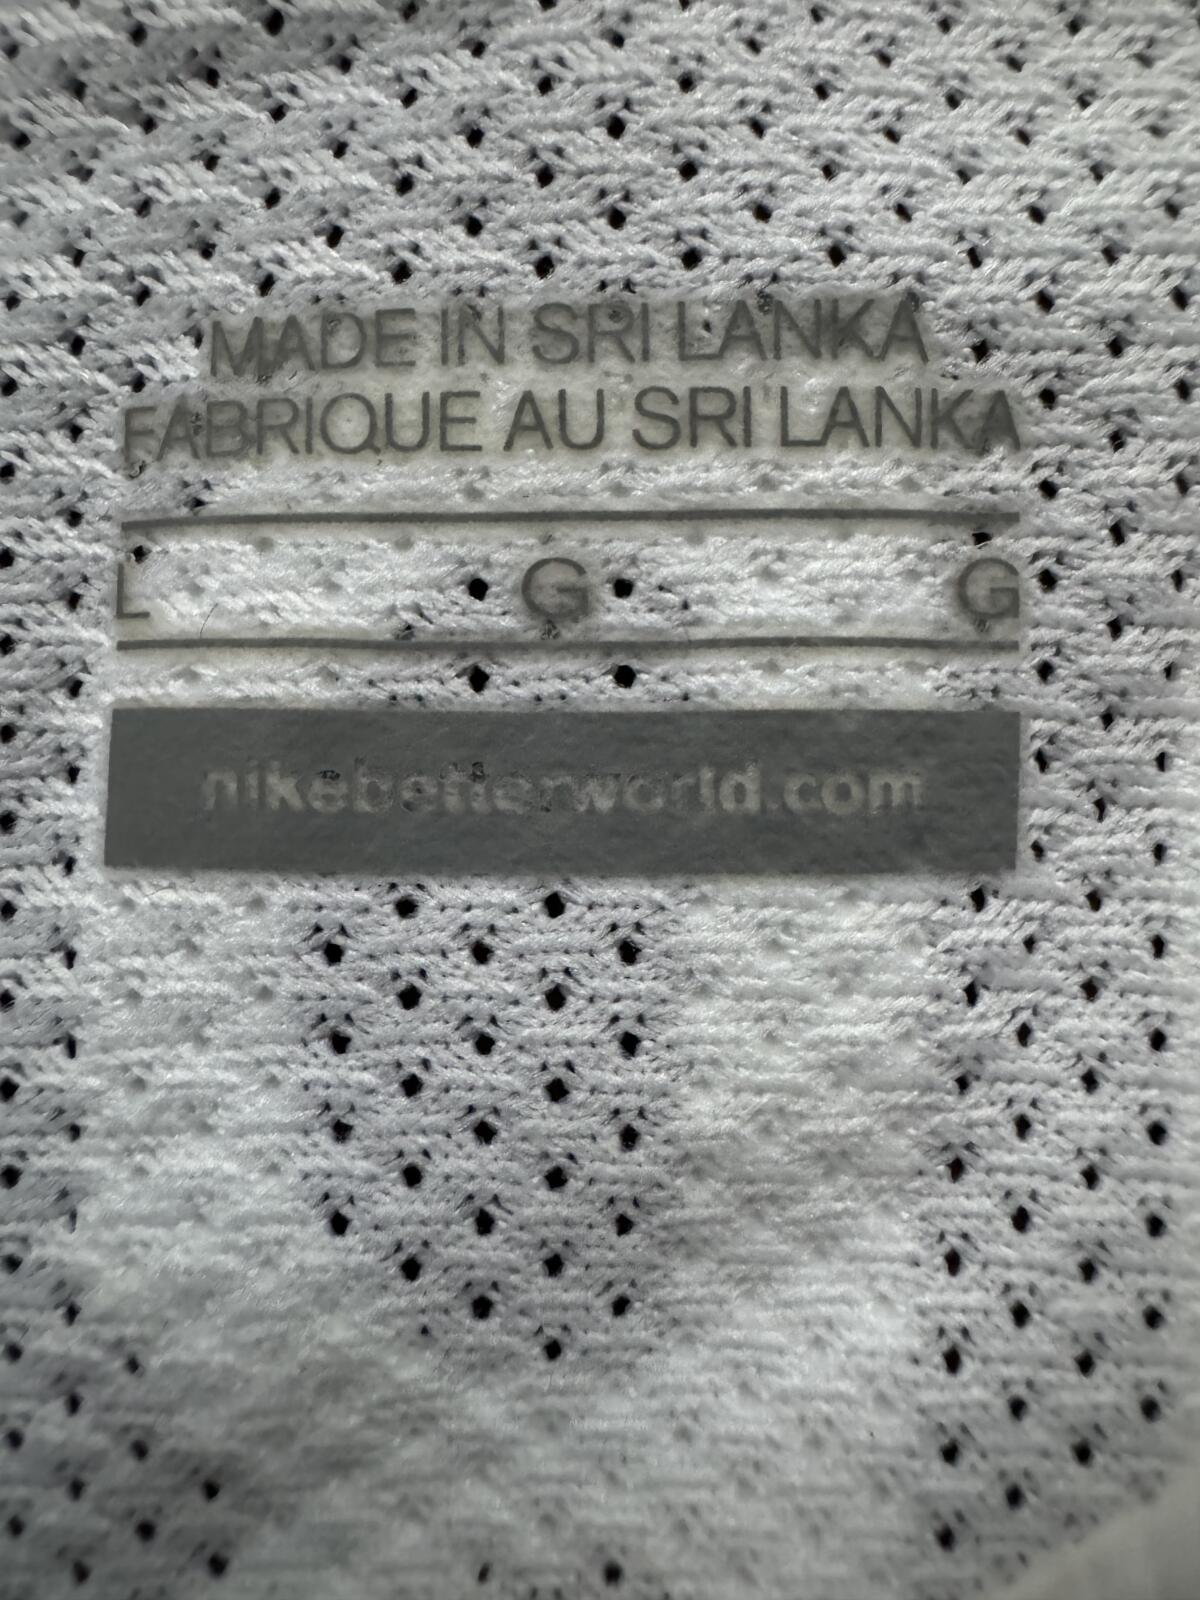 MADE IN SRI LANKA
FABRIQUE AU SRI LANKA
L G G
nikebetterworld.com